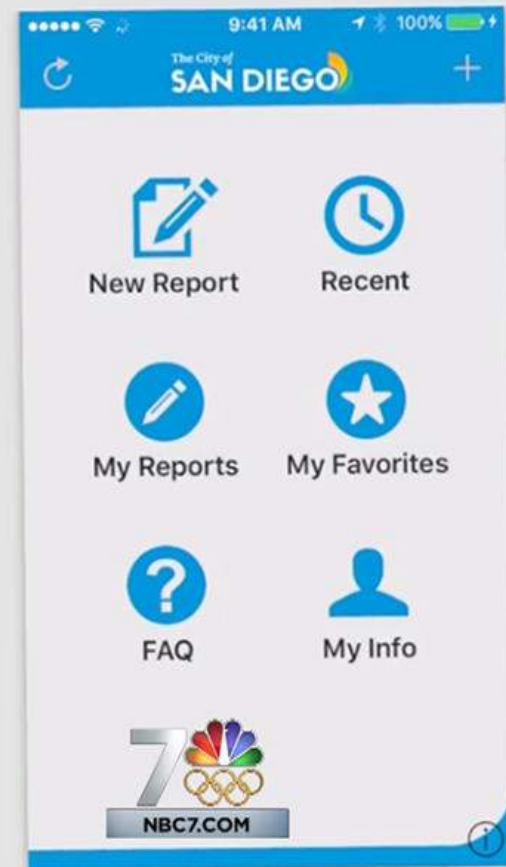 9:41 AM 100%
The City of
SAN DIEGO
New Report Recent
My Reports My Favorites
FAQ My Info
7
NBC7.COM